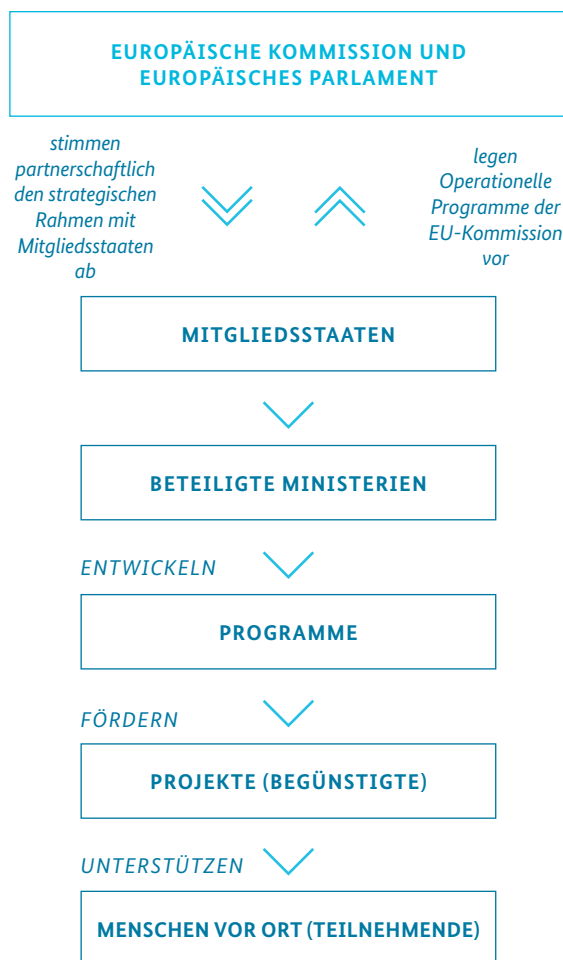 EUROPÄISCHE KOMMISSION UND
EUROPÄISCHES PARLAMENT
stimmen
partnerschaftlich
den strategischen
Rahmen mit
Mitgliedsstaaten
ab
legen
Operationelle
Programme der
EU-Kommission
vor
MITGLIEDSSTAATEN
BETEILIGTE MINISTERIEN
ENTWICKELN
PROGRAMME
FÖRDERN
PROJEKTE (BEGÜNSTIGTE)
UNTERSTÜTZEN
MENSCHEN VOR ORT (TEILNEHMENDE)